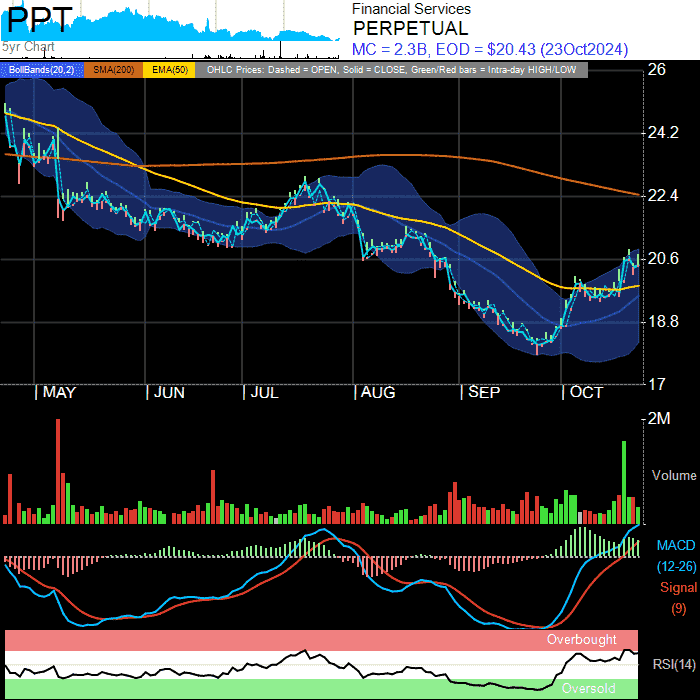 PPT
5yr Chart
Financial Services
PERPETUAL
MC = 2.3B, EOD = $20.43 (23Oct2024)
BollBands(20,2) SMA(200) EMA(50) OHLC Prices: Dashed = OPEN, Solid = CLOSE, Green/Red bars = Intra-day HIGH/LOW
26
24.2
22.4
20.6
18.8
17
MAY JUN JUL AUG SEP OCT
2M
Volume
MACD
(12-26)
Signal
(9)
Overbought
RSI(14)
Oversold